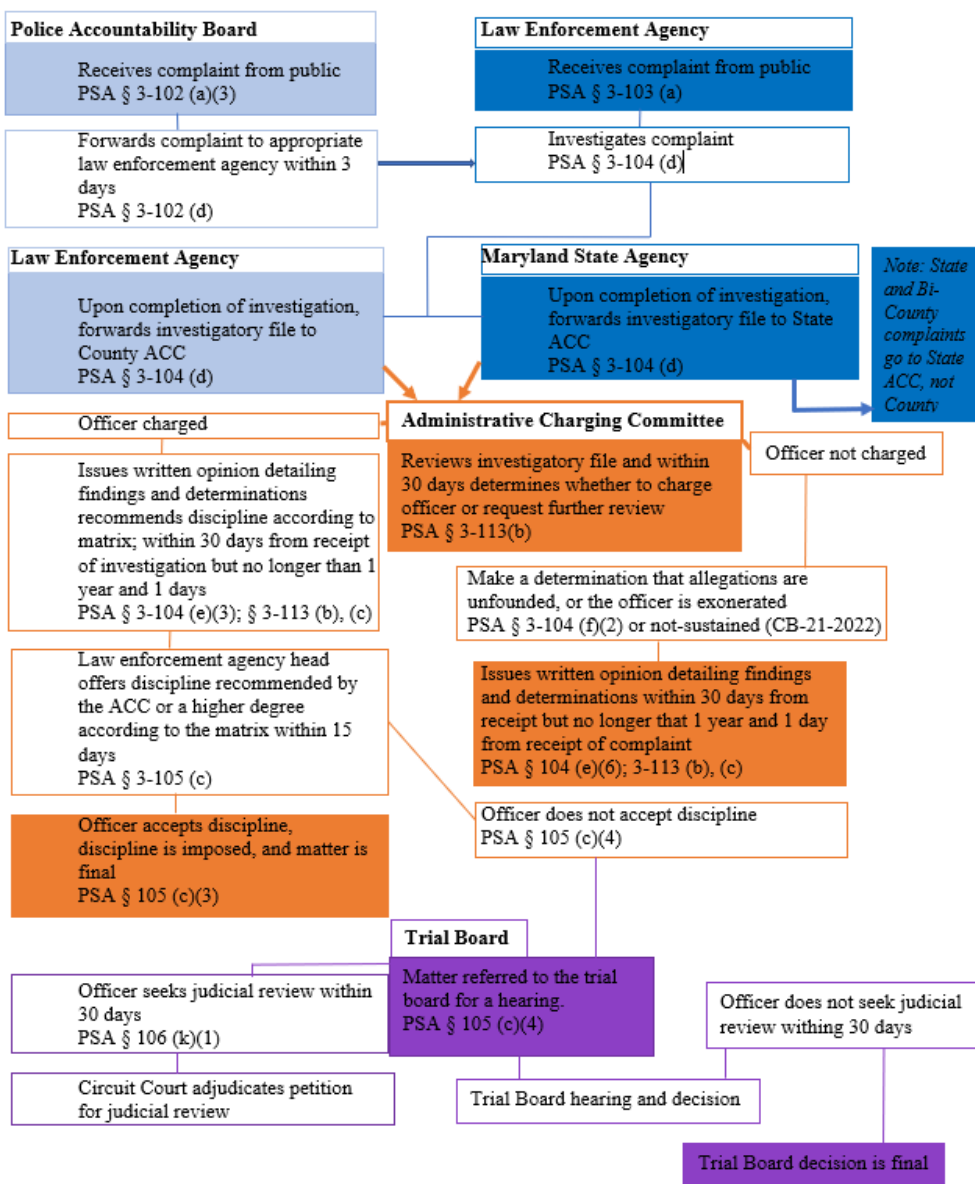 Police Accountability Board
Receives complaint from public
PSA § 3-102 (a)(3)
Forwards complaint to appropriate
law enforcement agency within 3
days
PSA § 3-102 (d)
Law Enforcement Agency
Receives complaint from public
PSA § 3-103 (a)
Investigates complaint
PSA § 3-104 (d)
Law Enforcement Agency
Upon completion of investigation,
forwards investigatory file to
County ACC
PSA § 3-104 (d)
Maryland State Agency
Upon completion of investigation,
forwards investigatory file to State
ACC
PSA § 3-104 (d)
Note: State
and Bi-
County
complaints
go to State
ACC, not
County
Administrative Charging Committee
Reviews investigatory file and within
30 days determines whether to charge
officer or request further review
PSA § 3-113(b)
Officer charged
Issues written opinion detailing
findings and determinations
recommends discipline according to
matrix; within 30 days from receipt
of investigation but no longer than 1
year and 1 days
PSA § 3-104 (e)(3); § 3-113 (b), (c)
Law enforcement agency head
offers discipline recommended by
the ACC or a higher degree
according to the matrix within 15
days
PSA § 3-105 (c)
Officer accepts discipline,
discipline is imposed, and matter is
final
PSA § 105 (c)(3)
Officer not charged
Make a determination that allegations are
unfounded, or the officer is exonerated
PSA § 3-104 (f)(2) or not-sustained (CB-21-2022)
Issues written opinion detailing findings
and determinations within 30 days from
receipt but no longer that 1 year and 1 day
from receipt of complaint
PSA § 104 (e)(6); 3-113 (b), (c)
Officer does not accept discipline
PSA § 105 (c)(4)
Trial Board
Matter referred to the trial
board for a hearing.
PSA § 105 (c)(4)
Officer seeks judicial review within
30 days
PSA § 106 (k)(1)
Circuit Court adjudicates petition
for judicial review
Trial Board hearing and decision
Officer does not seek judicial
review withing 30 days
Trial Board decision is final